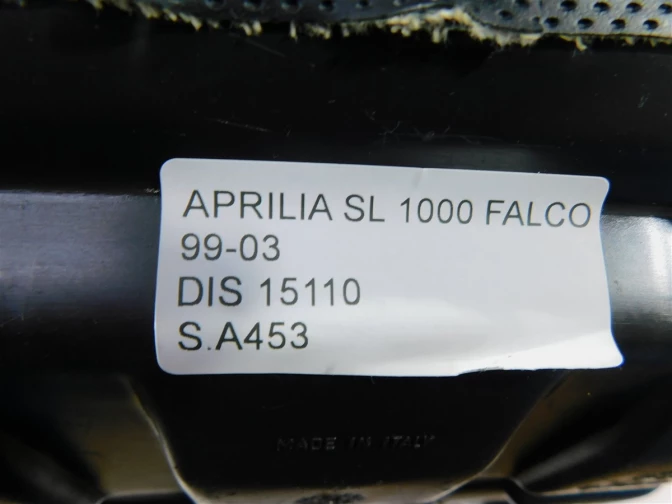 APRILIA SL 1000 FALCO
99-03
DIS 15110
S.A453
MADE IN ITALY